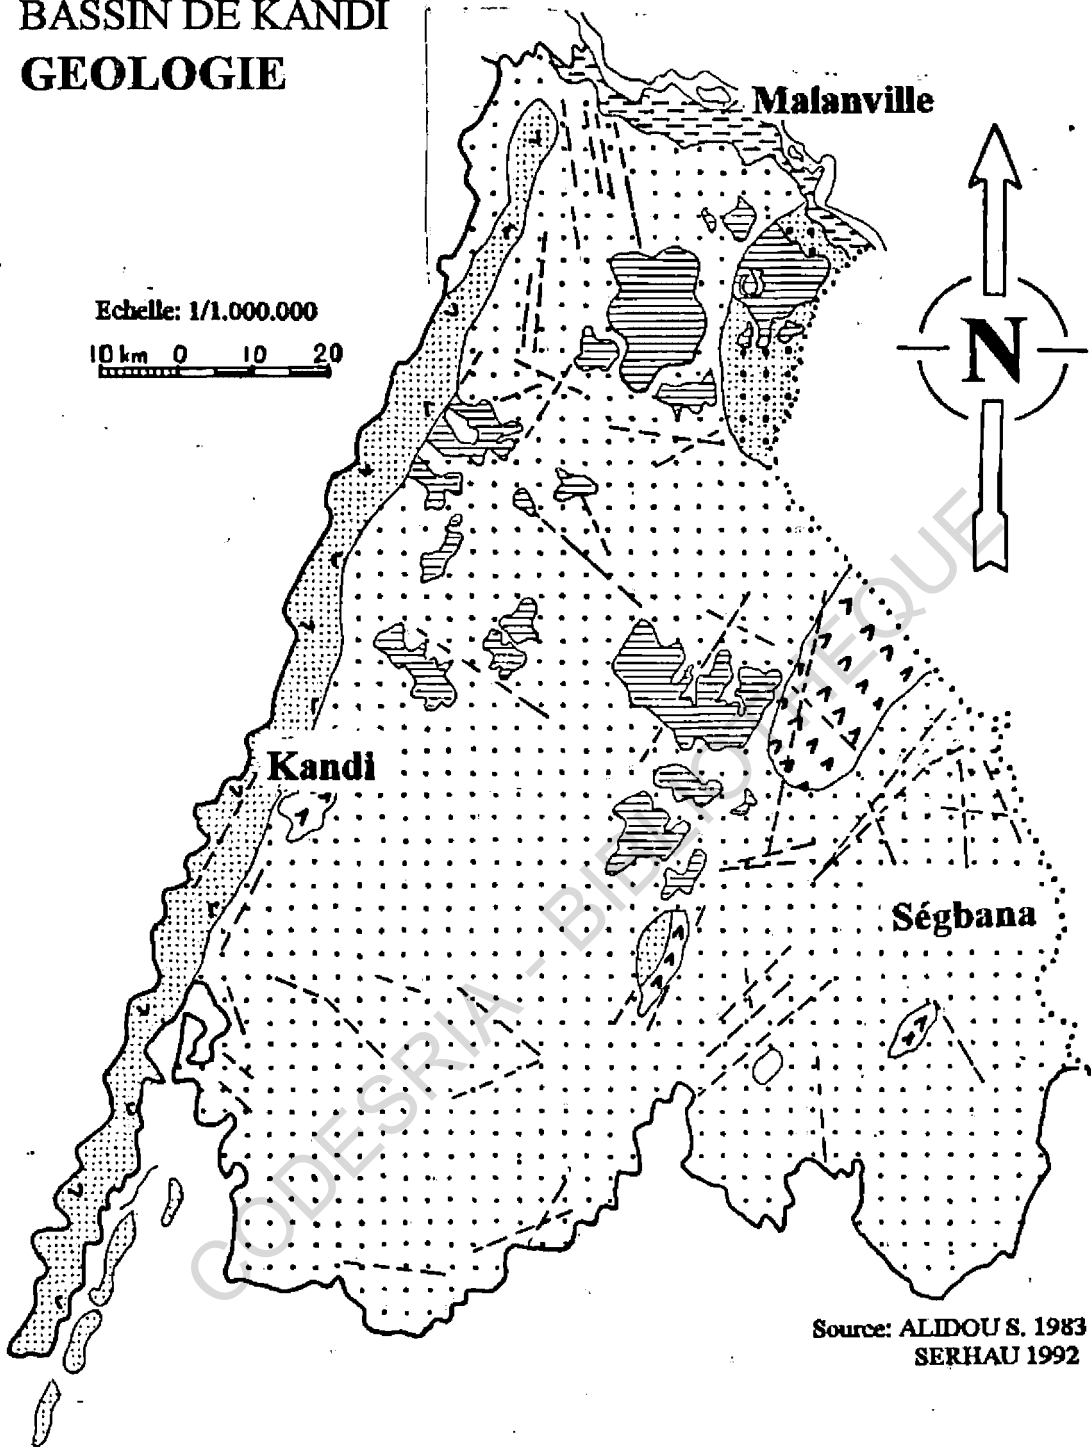 BASSIN DE KANDI
GEOLOGIE
Malanville
Echelle: 1/1.000.000
10 km 0 10 20
N
Kandi
Ségbana
CODESRIA - BIBLIOTHEQUE
Source: ALIDOU S. 1983
SERHAU 1992